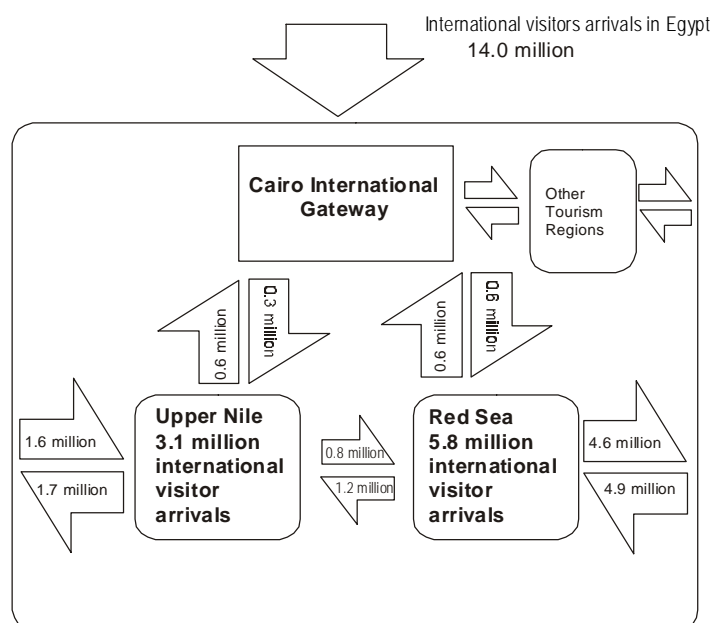 International visitors arrivals in Egypt
14.0 million
Cairo International
Gateway
Other
Tourism
Regions
0.9 million
0.3 million
0.9 million
0.6 million
1.6 million
1.7 million
Upper Nile
3.1 million
international
visitor
arrivals
0.8 million
1.2 million
Red Sea
5.8 million
international
visitor
arrivals
4.6 million
4.9 million